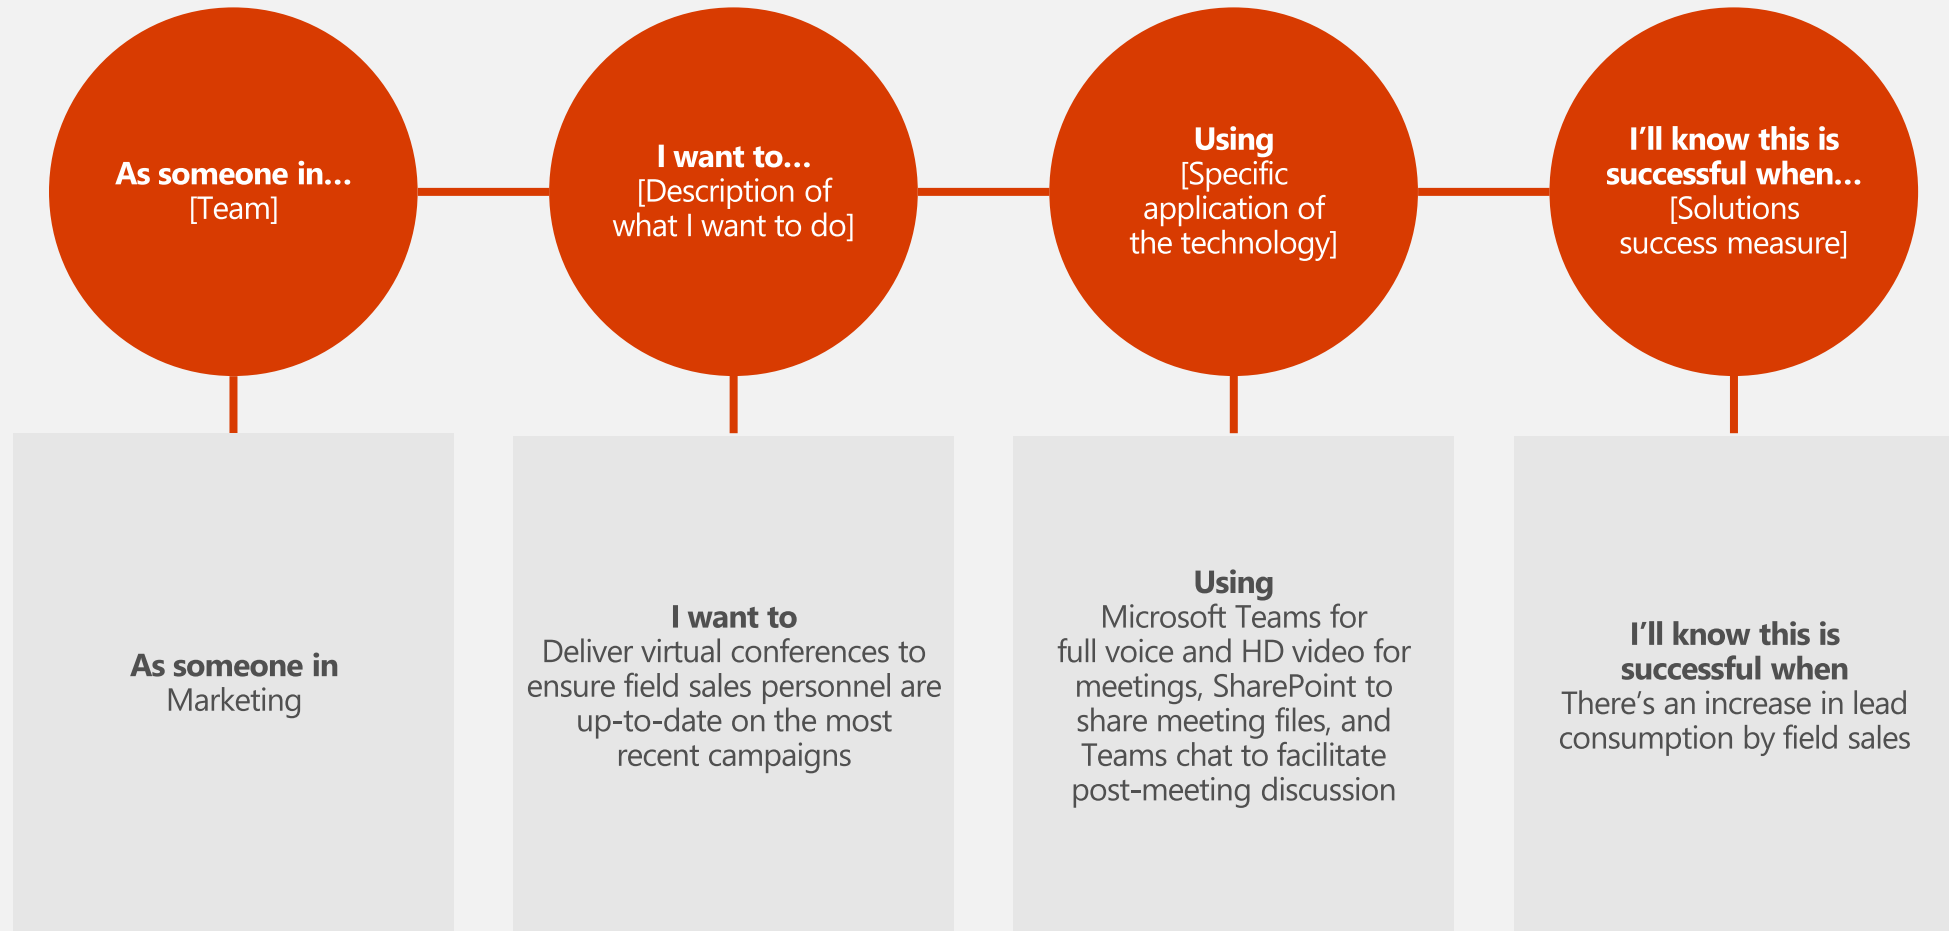 As someone in…
[Team]
I want to…
[Description of
what I want to do]
Using
[Specific
application of
the technology]
I’ll know this is
successful when…
[Solutions
success measure]
As someone in
Marketing
I want to
Deliver virtual conferences to
ensure field sales personnel are
up-to-date on the most
recent campaigns
Using
Microsoft Teams for
full voice and HD video for
meetings, SharePoint to
share meeting files, and
Teams chat to facilitate
post-meeting discussion
I’ll know this is
successful when
There’s an increase in lead
consumption by field sales